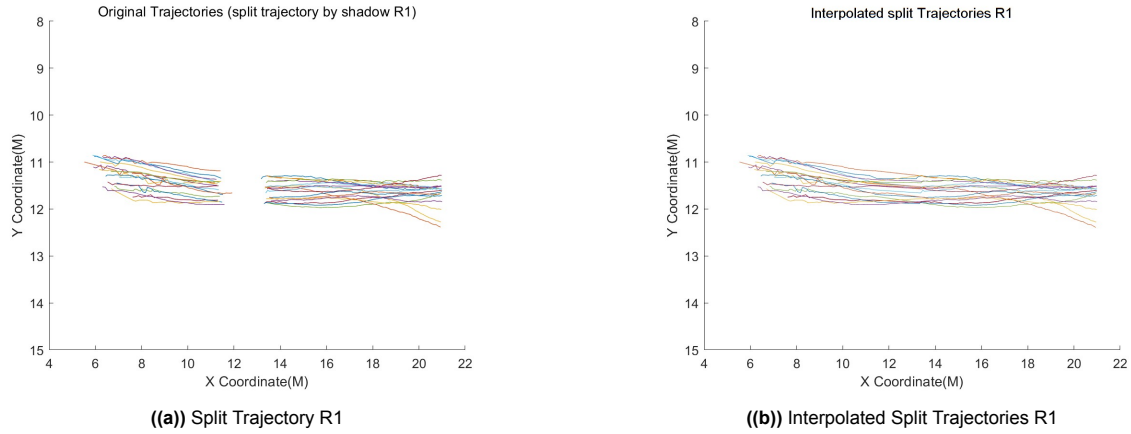 Original Trajectories (split trajectory by shadow R1)
8
9
10
11
12
13
14
15
Y Coordinate(M)
4 6 8 10 12 14 16 18 20 22
X Coordinate(M)
((a)) Split Trajectory R1
Interpolated split Trajectories R1
8
9
10
11
12
13
14
15
Y Coordinate(M)
4 6 8 10 12 14 16 18 20 22
X Coordinate(M)
((b)) Interpolated Split Trajectories R1